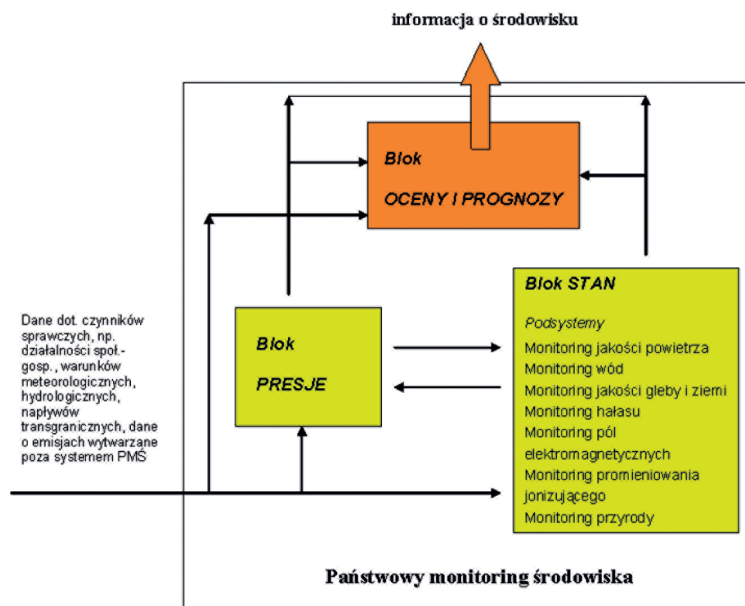 informacja o środowisku
Blok
OCENY I PROGNOZY
Blok STAN
Podsystemy
Monitoring jakości powietrza
Monitoring wód
Monitoring jakości gleby i ziemi
Monitoring hałasu
Monitoring pól
elektromagnetycznych
Monitoring promieniowania
jonizującego
Monitoring przyrody
Blok
PRESJE
Dane dot. czynników
sprawczych, np.
działalności społ.-
gosp., warunków
meteorologicznych,
hydrologicznych,
napływów
transgranicznych, dane
o emisjach wytwarzane
poza systemem PMŚ
Państwowy monitoring środowiska